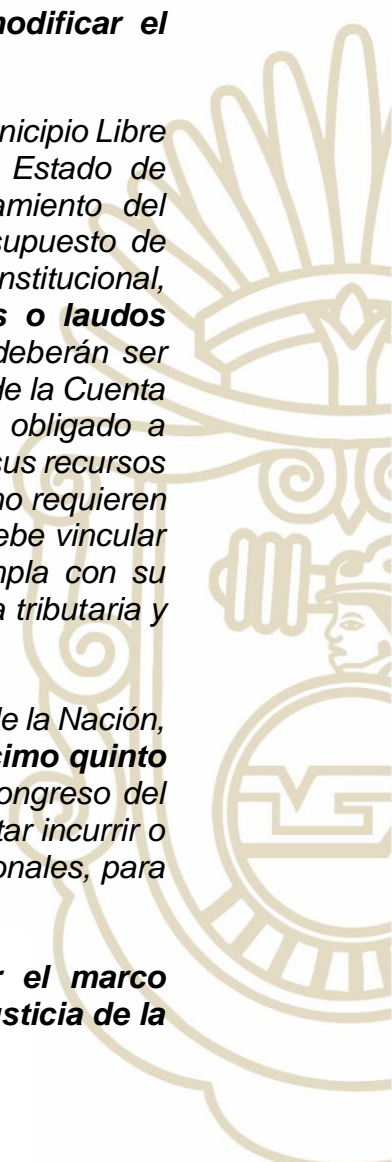 modificar el
nicipio Libre
Estado de
amiento del
supuesto de
nstitucional,
s o laudos
deberán ser
de la Cuenta
obligado a
sus recursos
no requieren
ebe vincular
mpla con su
a tributaria y
de la Nación,
cimo quinto
ongreso del
tar incurrir o
onales, para
r el marco
usticia de la